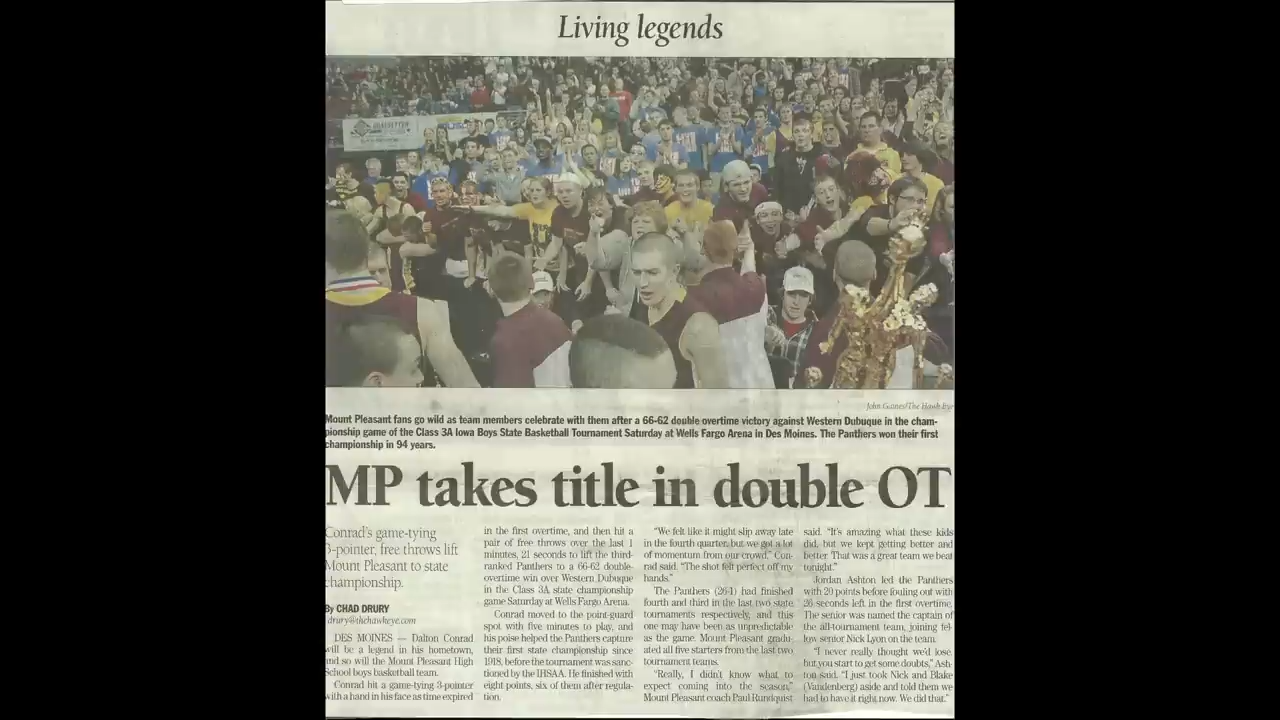 Living legends
John Gaines/The Hawk Eye
Mount Pleasant fans go wild as team members celebrate with them after a 66-62 double overtime victory against Western Dubuque in the cham-
pionship game of the Class 3A Iowa Boys State Basketball Tournament Saturday at Wells Fargo Arena in Des Moines. The Panthers won their first
championship in 94 years.
MP takes title in double OT
Conrad's game-tying
3-pointer, free throws lift
Mount Pleasant to state
championship.
By CHAD DRURY
drury@thehawkeye.com
DES MOINES — Dalton Conrad
will be a legend in his hometown,
and so will the Mount Pleasant High
School boys basketball team.
Conrad hit a game-tying 3-pointer
with a hand in his face as time expired
in the first overtime, and then hit a
pair of free throws over the last 1
minutes, 21 seconds to lift the third-
ranked Panthers to a 66-62 double-
overtime win over Western Dubuque
in the Class 3A state championship
game Saturday at Wells Fargo Arena.
Conrad moved to the point-guard
spot with five minutes to play, and
his poise helped the Panthers capture
their first state championship since
1918, before the tournament was sanc-
tioned by the IHSAA. He finished with
eight points, six of them after regula-
tion.
"We felt like it might slip away late
in the fourth quarter, but we got a lot
of momentum from our crowd," Con-
rad said. "The shot felt perfect off my
hands."
The Panthers (26-1) had finished
fourth and third in the last two state
tournaments respectively, and this
one may have been as unpredictable
as the game. Mount Pleasant gradu-
ated all five starters from the last two
tournament teams.
"Really, I didn't know what to
expect coming into the season,"
Mount Pleasant coach Paul Rundquist
said. "It's amazing what these kids
did, but we kept getting better and
better. That was a great team we beat
tonight."
Jordan Ashton led the Panthers
with 20 points before fouling out with
26 seconds left in the first overtime.
The senior was named the captain of
the all-tournament team, joining fel-
low senior Nick Lyon on the team.
"I never really thought we'd lose,
but you start to get some doubts," Ash-
ton said. "I just took Nick and Blake
(Vandenberg) aside and told them we
had to have it right now. We did that."